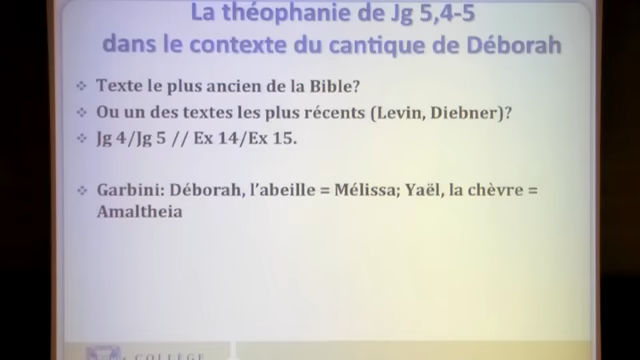 La théophanie de Jg 5,4-5
dans le contexte du cantique de Déborah
Texte le plus ancien de la Bible?
Ou un des textes les plus récents (Levin, Diebner)?
Jg 4/Jg 5 // Ex 14/Ex 15.
Garbini: Déborah, l'abeille = Mélissa; Yaël, la chèvre =
Amaltheia
COLLÈGE